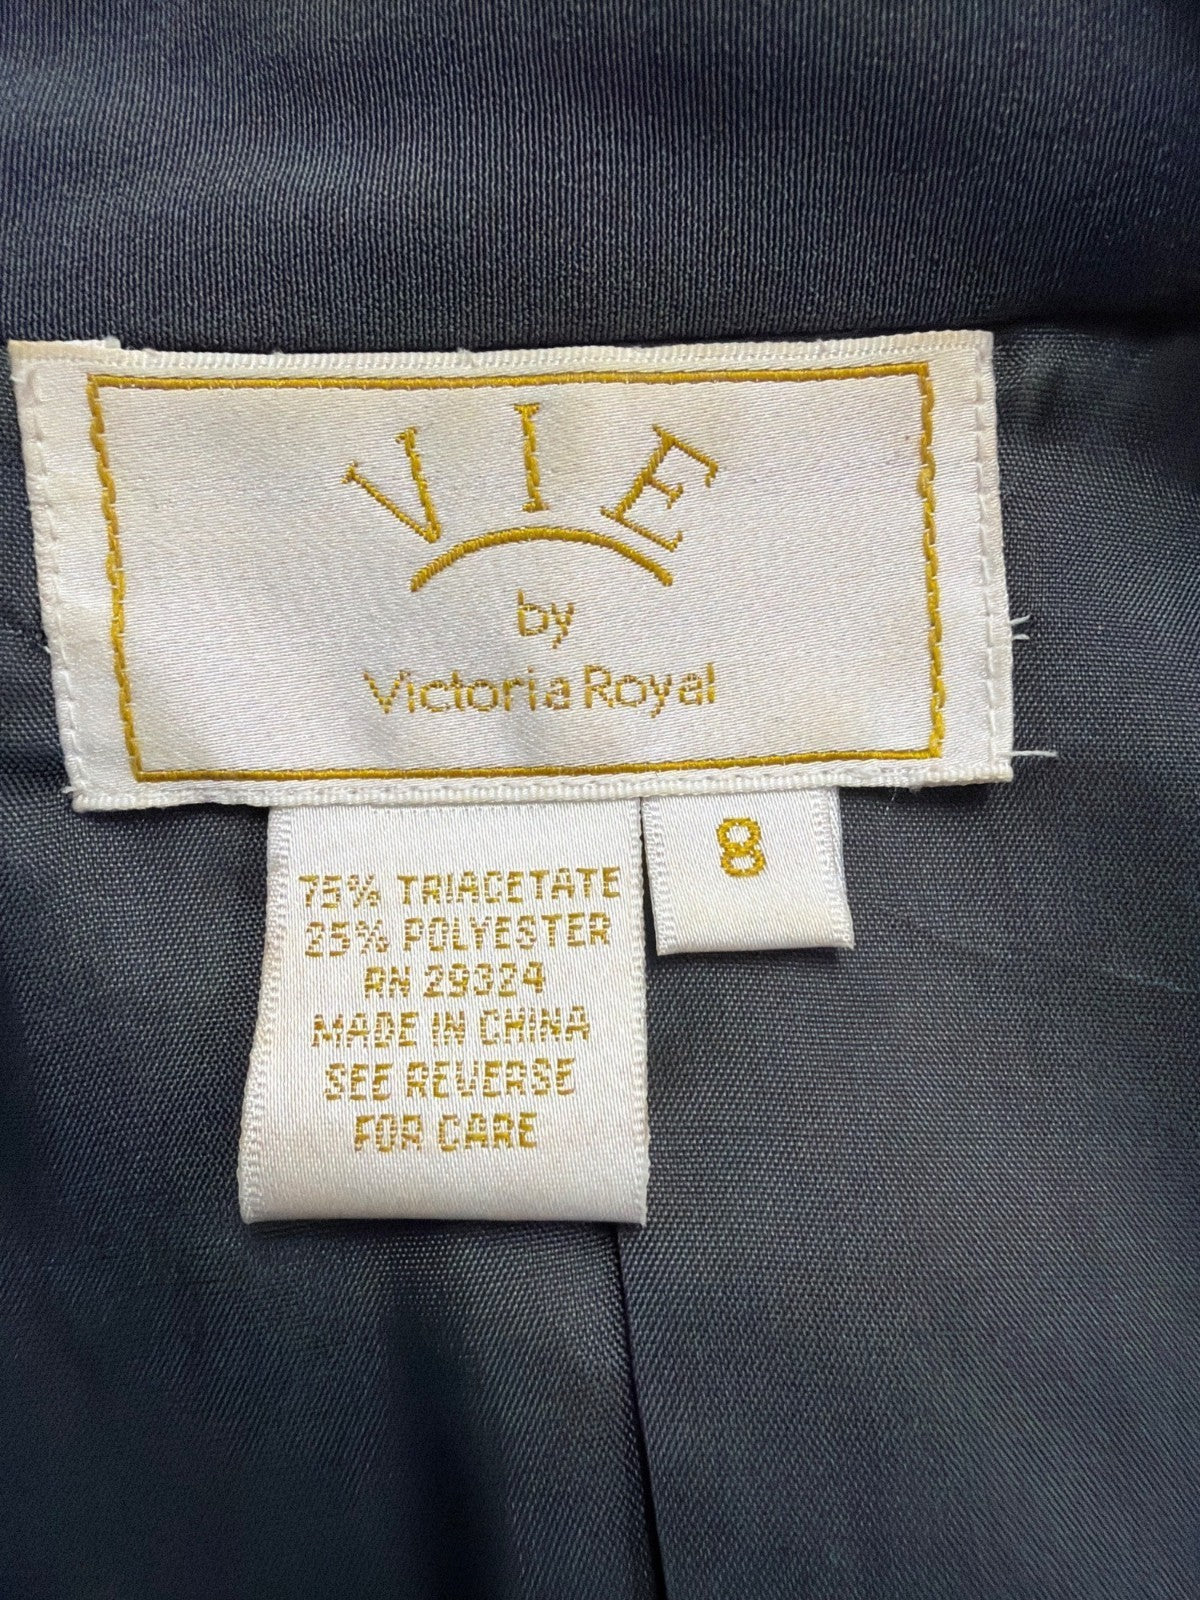 VIE
by
Victoria Royal
8
75% TRIACETATE
25% POLYESTER
RN 29324
MADE IN CHINA
SEE REVERSE
FOR CARE